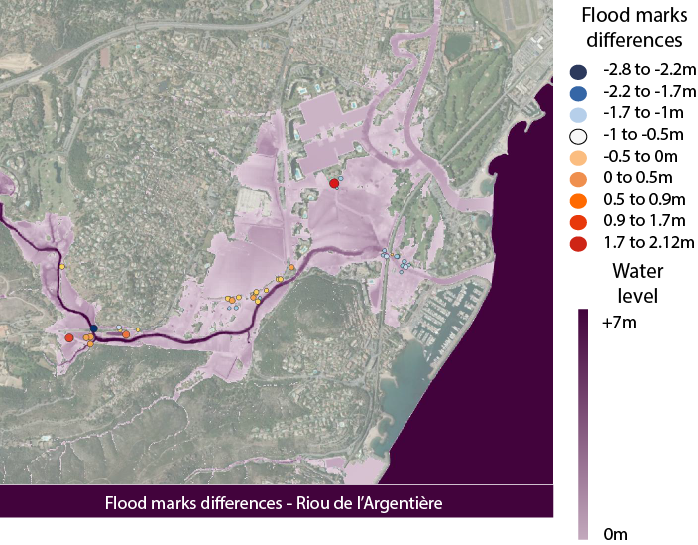 Flood marks
differences
-2.8 to -2.2m
-2.2 to -1.7m
-1.7 to -1m
-1 to -0.5m
-0.5 to 0m
0 to 0.5m
0.5 to 0.9m
0.9 to 1.7m
1.7 to 2.12m
Water
level
+7m
0m
Flood marks differences - Riou de l'Argentière